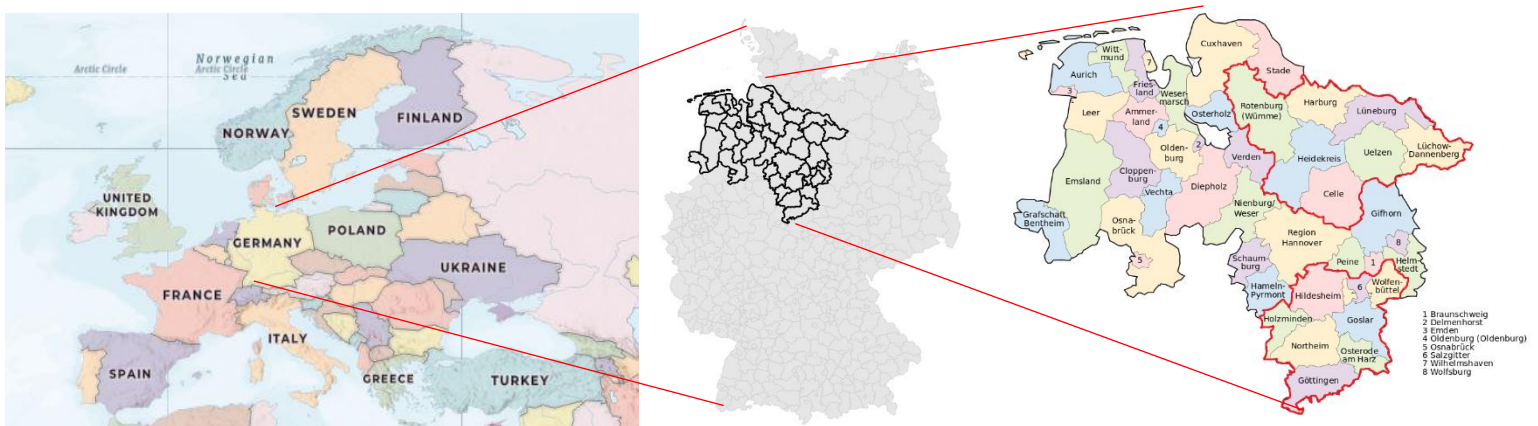 Norwegian
Sea
Arctic Circle
Arctic Circle
SWEDEN
FINLAND
NORWAY
UNITED
KINGDOM
POLAND
GERMANY
UKRAINE
FRANCE
ITALY
SPAIN
GREECE
TURKEY
Cuxhaven
Stade
Witt-
mund
Aurich
7
Fries-
land
Weser-
marsch
3
Leer
Ammer-
land
Osterholz
Rotenburg
(Wümme)
Harburg
Lüneburg
4
Olden-
burg
2
Verden
Heidekreis
Uelzen
Lüchow-
Dannenberg
Emsland
Cloppen-
burg
Vechta
Diepholz
Nienburg/
Weser
Celle
Grafschaft
Bentheim
Osna-
brück
5
Region
Hannover
Gifhorn
8
Schaum-
burg
Peine
1
Helm-
stedt
Hameln-
Pyrmont
Hildesheim
6
Wolfen-
büttel
Holzminden
Goslar
Northeim
Osterode
am Harz
Göttingen
1 Braunschweig
2 Delmenhorst
3 Emden
4 Oldenburg (Oldenburg)
5 Osnabrück
6 Salzgitter
7 Wilhelmshaven
8 Wolfsburg